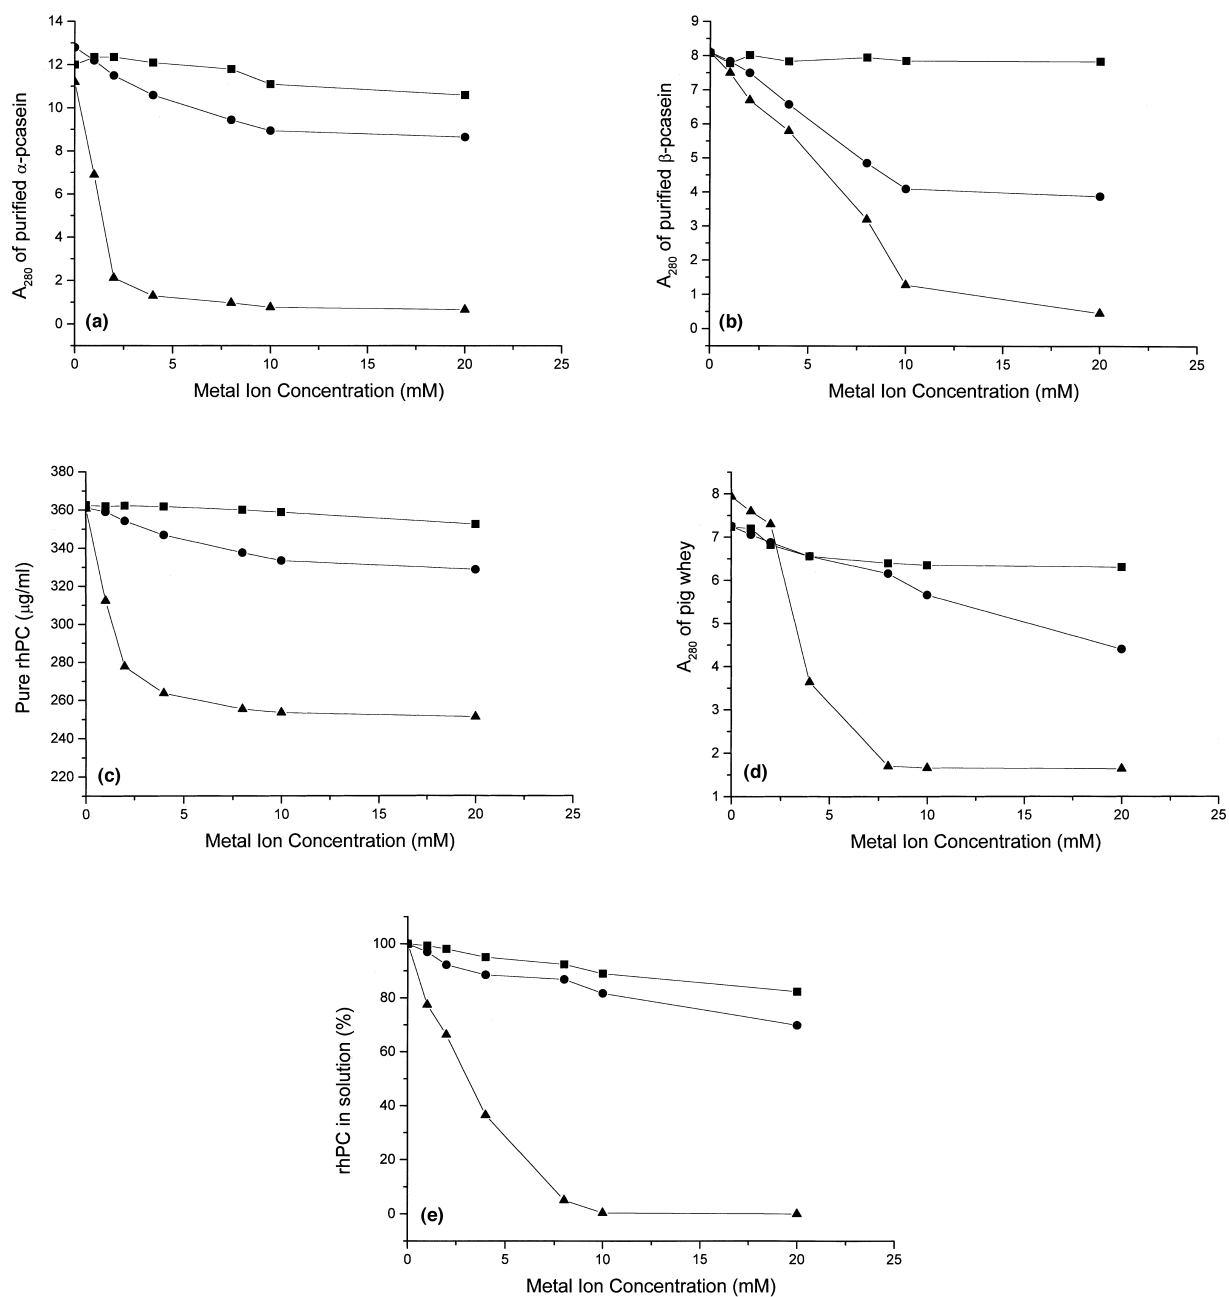 14
12
10
8
6
4
2
0
A280 of purified α-pcasein
(a)
0 5 10 15 20 25
Metal Ion Concentration (mM)
9
8
7
6
5
4
3
2
1
0
A280 of purified β-pcasein
(b)
0 5 10 15 20 25
Metal Ion Concentration (mM)
380
360
340
320
300
280
260
240
220
Pure rhPC (μg/ml)
(c)
0 5 10 15 20 25
Metal Ion Concentration (mM)
8
7
6
5
4
3
2
1
A280 of pig whey
(d)
0 5 10 15 20 25
Metal Ion Concentration (mM)
100
80
60
40
20
0
rhPC in solution (%)
(e)
0 5 10 15 20 25
Metal Ion Concentration (mM)